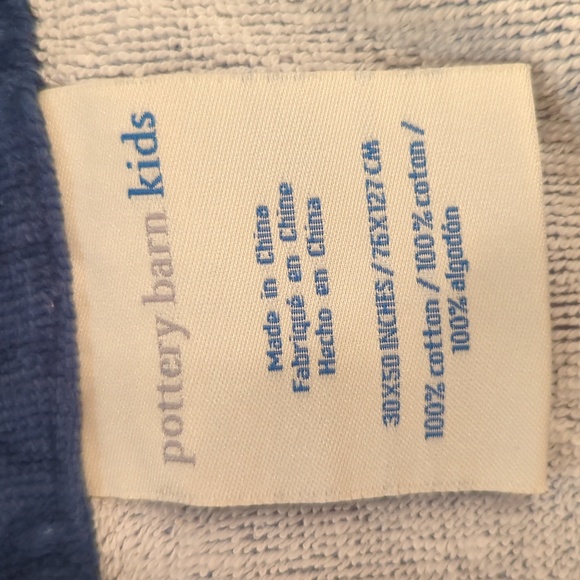 pottery barn kids
Made in China
Fabriqué en Chine
Hecho en China
30X50 INCHES / 76X127 CM
100% cotton / 100% coton /
100% algodón